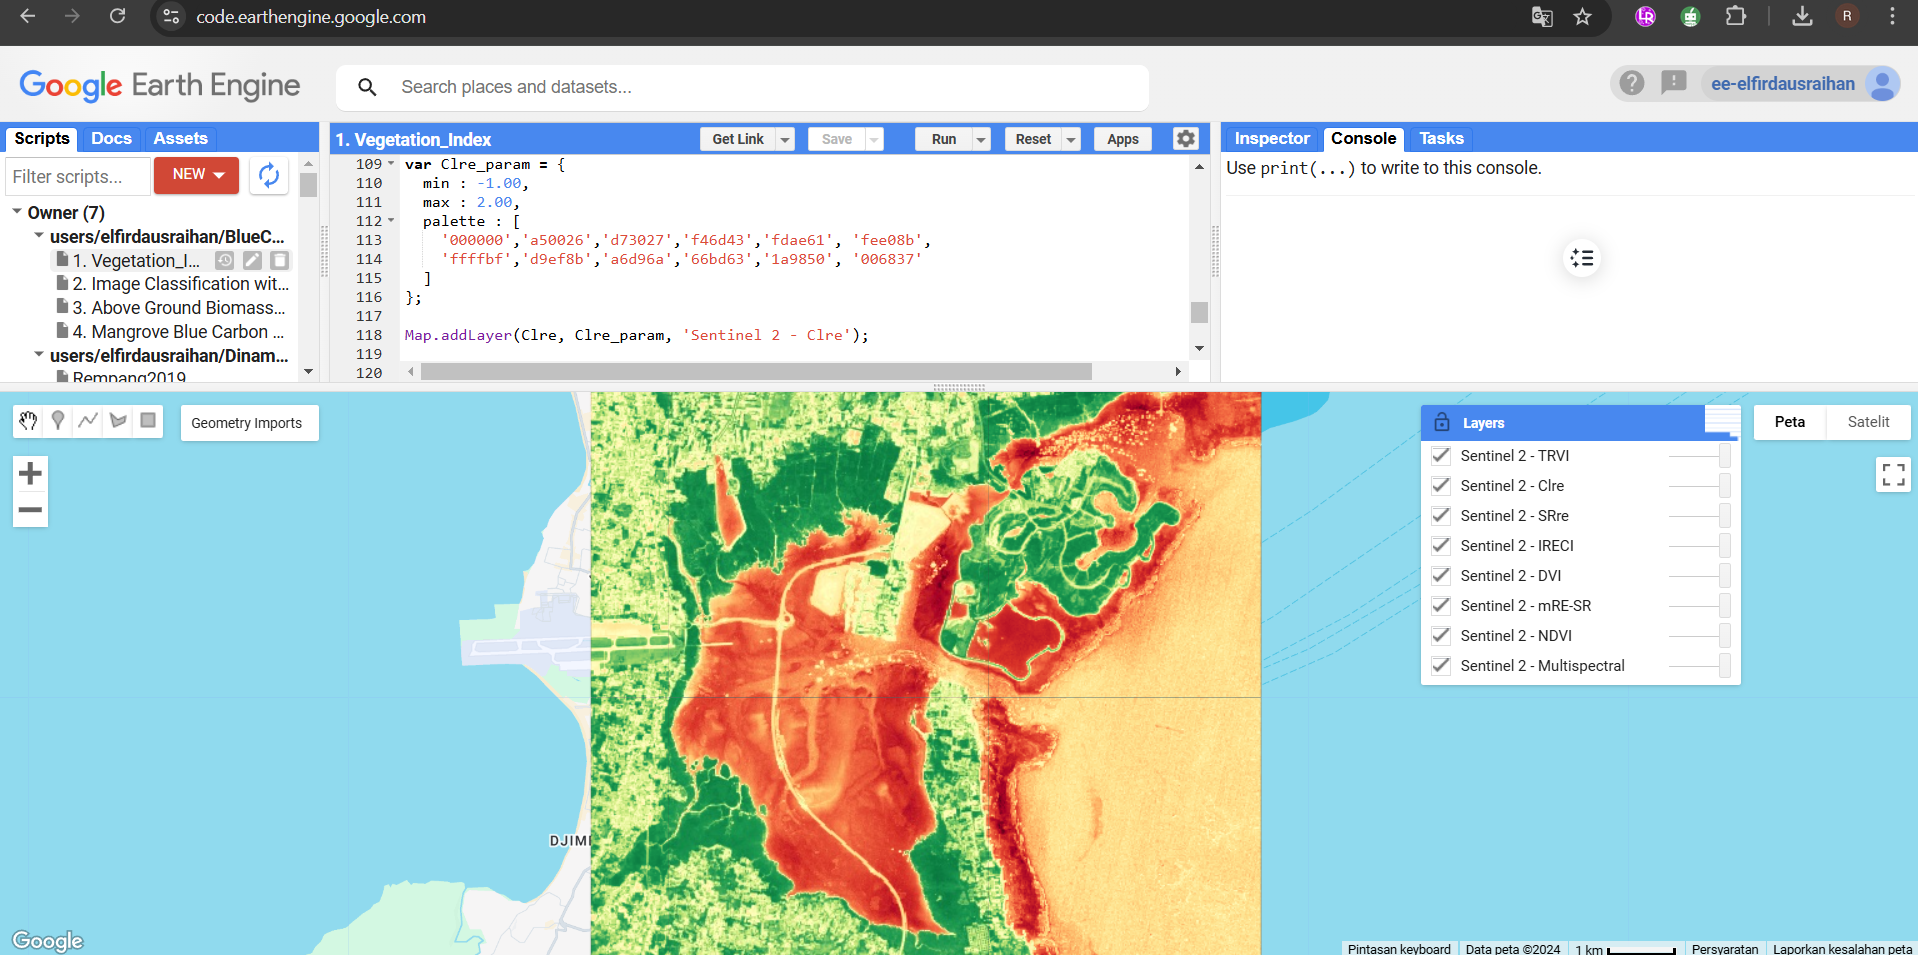 code.earthengine.google.com
R
Google Earth Engine
Search places and datasets...
ee-elfirdausraihan
Scripts Docs Assets
Filter scripts...
NEW
Owner (7)
users/elfirdausraihan/BlueC...
1. Vegetation_I...
2. Image Classification wit...
3. Above Ground Biomass...
4. Mangrove Blue Carbon ...
users/elfirdausraihan/Dinam...
Rempang2019
1. Vegetation_Index
Get Link Save Run Reset Apps
109 var Clre_param = {
110 min : -1.00,
111 max : 2.00,
112 palette : [
113 '000000','a50026','d73027','f46d43','fdae61', 'fee08b',
114 'ffffbf','d9ef8b','a6d96a','66bd63','1a9850', '006837'
115 ]
116 };
117
118 Map.addLayer(Clre, Clre_param, 'Sentinel 2 - Clre');
119
120
Inspector Console Tasks
Use print(...) to write to this console.
Geometry Imports
Layers
Sentinel 2 - TRVI
Sentinel 2 - Clre
Sentinel 2 - SRre
Sentinel 2 - IRECI
Sentinel 2 - DVI
Sentinel 2 - mRE-SR
Sentinel 2 - NDVI
Sentinel 2 - Multispectral
Peta Satelit
DJIMB
Google
Pintasan keyboard Data peta ©2024 1 km Persyaratan Laporkan kesalahan peta